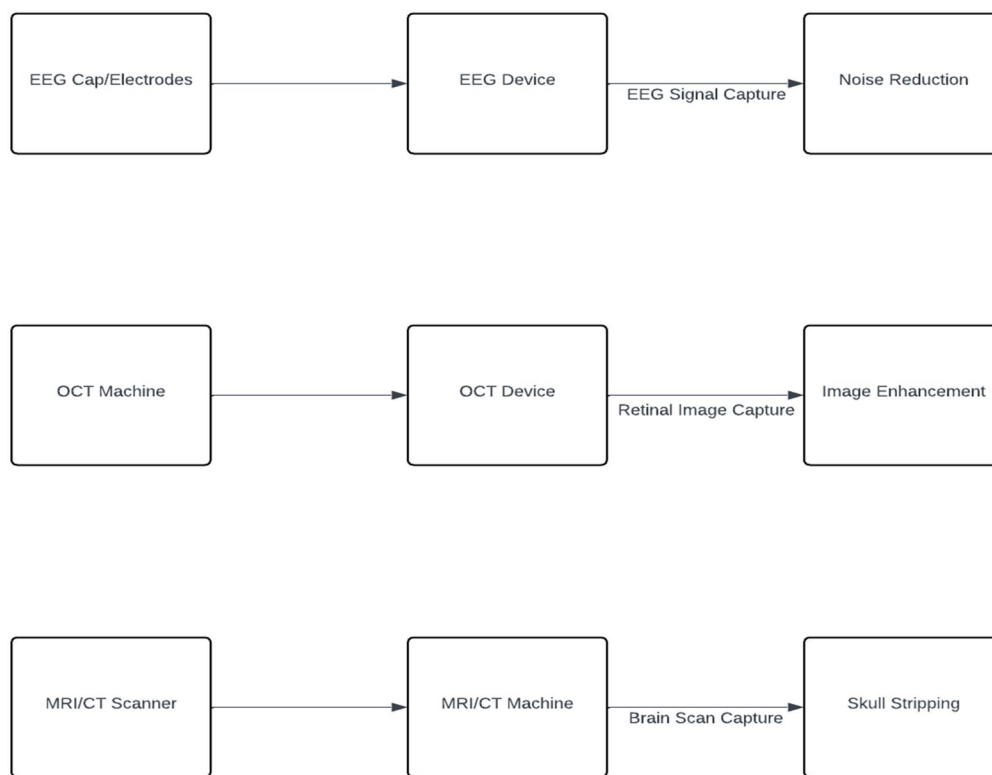 EEG Cap/Electrodes
EEG Device
EEG Signal Capture
Noise Reduction
OCT Machine
OCT Device
Retinal Image Capture
Image Enhancement
MRI/CT Scanner
MRI/CT Machine
Brain Scan Capture
Skull Stripping